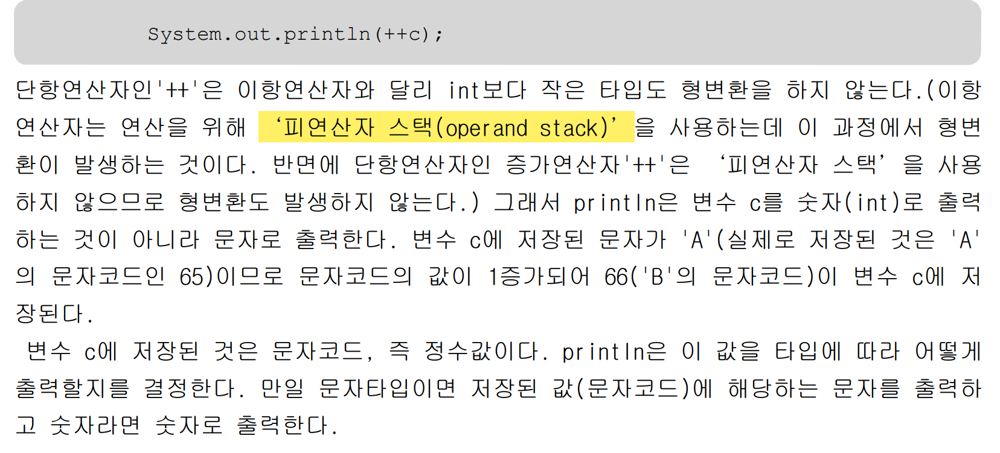 System.out.println(++c);
단항연산자인'++'은 이항연산자와 달리 int보다 작은 타입도 형변환을 하지 않는다.(이항
연산자는 연산을 위해 ‘피연산자 스택(operand stack)’을 사용하는데 이 과정에서 형변
환이 발생하는 것이다. 반면에 단항연산자인 증가연산자'++'은 ‘피연산자 스택’을 사용
하지 않으므로 형변환도 발생하지 않는다.) 그래서 println은 변수 c를 숫자(int)로 출력
하는 것이 아니라 문자로 출력한다. 변수 c에 저장된 문자가 'A'(실제로 저장된 것은 'A'
의 문자코드인 65)이므로 문자코드의 값이 1증가되어 66('B'의 문자코드)이 변수 c에 저
장된다.
변수 c에 저장된 것은 문자코드, 즉 정수값이다. println은 이 값을 타입에 따라 어떻게
출력할지를 결정한다. 만일 문자타입이면 저장된 값(문자코드)에 해당하는 문자를 출력하
고 숫자라면 숫자로 출력한다.